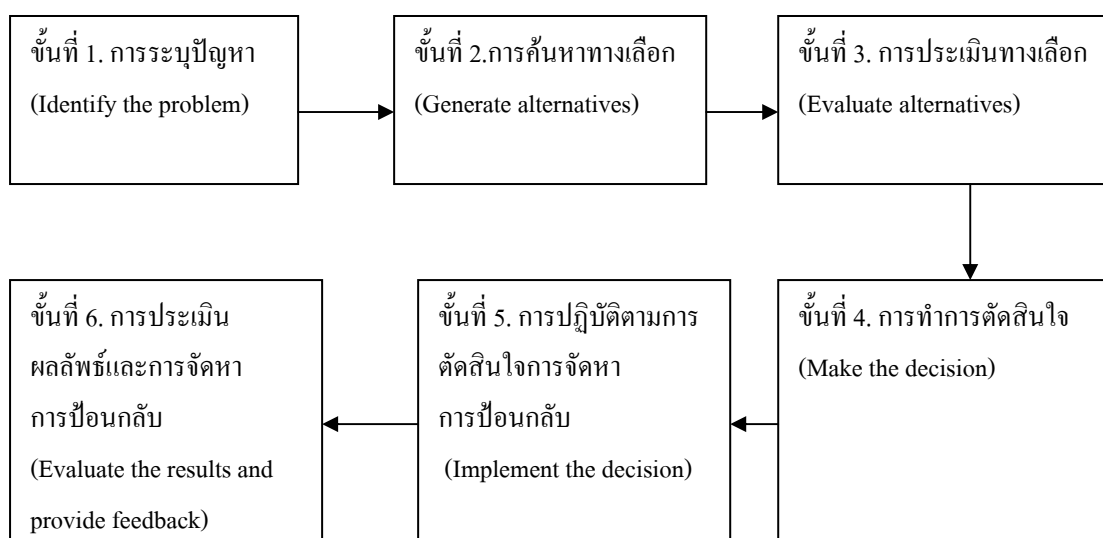 ขั้นที่ 1. การระบุปัญหา
(Identify the problem)
ขั้นที่ 2.การค้นหาทางเลือก
(Generate alternatives)
ขั้นที่ 3. การประเมินทางเลือก
(Evaluate alternatives)
ขั้นที่ 4. การทำการตัดสินใจ
(Make the decision)
ขั้นที่ 5. การปฏิบัติตามการ
ตัดสินใจการจัดหา
การป้อนกลับ
(Implement the decision)
ขั้นที่ 6. การประเมิน
ผลลัพธ์และการจัดหา
การป้อนกลับ
(Evaluate the results and
provide feedback)